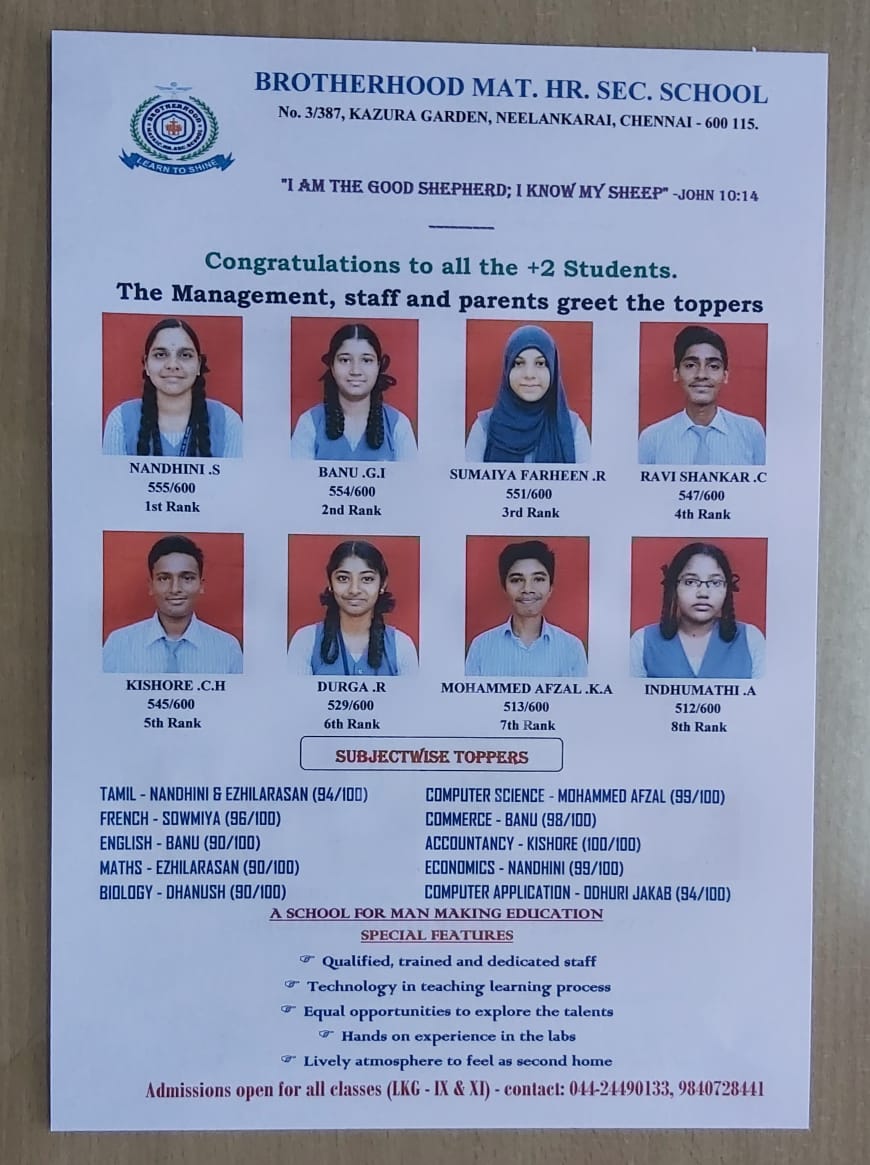 BROTHERHOOD MAT. HR. SEC. SCHOOL
No. 3/387, KAZURA GARDEN, NEELANKARAI, CHENNAI - 600 115.
BROTHERHOOD
MATRIC.HR.SEC.SCHOOL
LEARN TO SHINE
"I AM THE GOOD SHEPHERD; I KNOW MY SHEEP" -JOHN 10:14
Congratulations to all the +2 Students.
The Management, staff and parents greet the toppers
NANDHINI .S BANU .G.I SUMAIYA FARHEEN .R RAVI SHANKAR .C
555/600 554/600 551/600 547/600
1st Rank 2nd Rank 3rd Rank 4th Rank
KISHORE .C.H DURGA .R MOHAMMED AFZAL .K.A INDHUMATHI .A
545/600 529/600 513/600 512/600
5th Rank 6th Rank 7th Rank 8th Rank
SUBJECTWISE TOPPERS
TAMIL - NANDHINI & EZHILARASAN (94/100) COMPUTER SCIENCE - MOHAMMED AFZAL (99/100)
FRENCH - SOWMIYA (96/100) COMMERCE - BANU (98/100)
ENGLISH - BANU (90/100) ACCOUNTANCY - KISHORE (100/100)
MATHS - EZHILARASAN (90/100) ECONOMICS - NANDHINI (99/100)
BIOLOGY - DHANUSH (90/100) COMPUTER APPLICATION - ODHURI JAKAB (94/100)
A SCHOOL FOR MAN MAKING EDUCATION
SPECIAL FEATURES
☞ Qualified, trained and dedicated staff
☞ Technology in teaching learning process
☞ Equal opportunities to explore the talents
☞ Hands on experience in the labs
☞ Lively atmosphere to feel as second home
Admissions open for all classes (LKG - IX & XI) - contact: 044-24490133, 9840728441